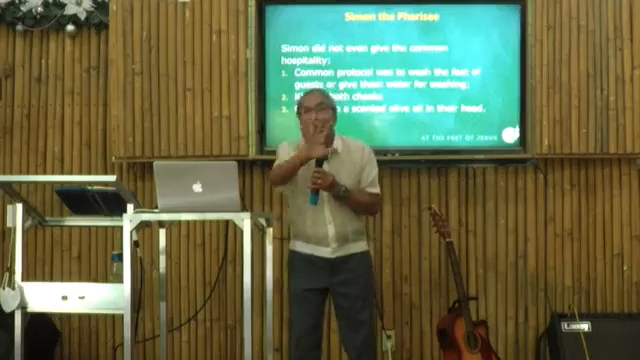 Simon the Pharisee
Simon did not even give the common
hospitality:
1. Common protocol was to wash the feet of
guests or give them water for washing;
2. both cheeks
3. a scented olive oil in their head.
AT THE FEET OF JESUS
Laney